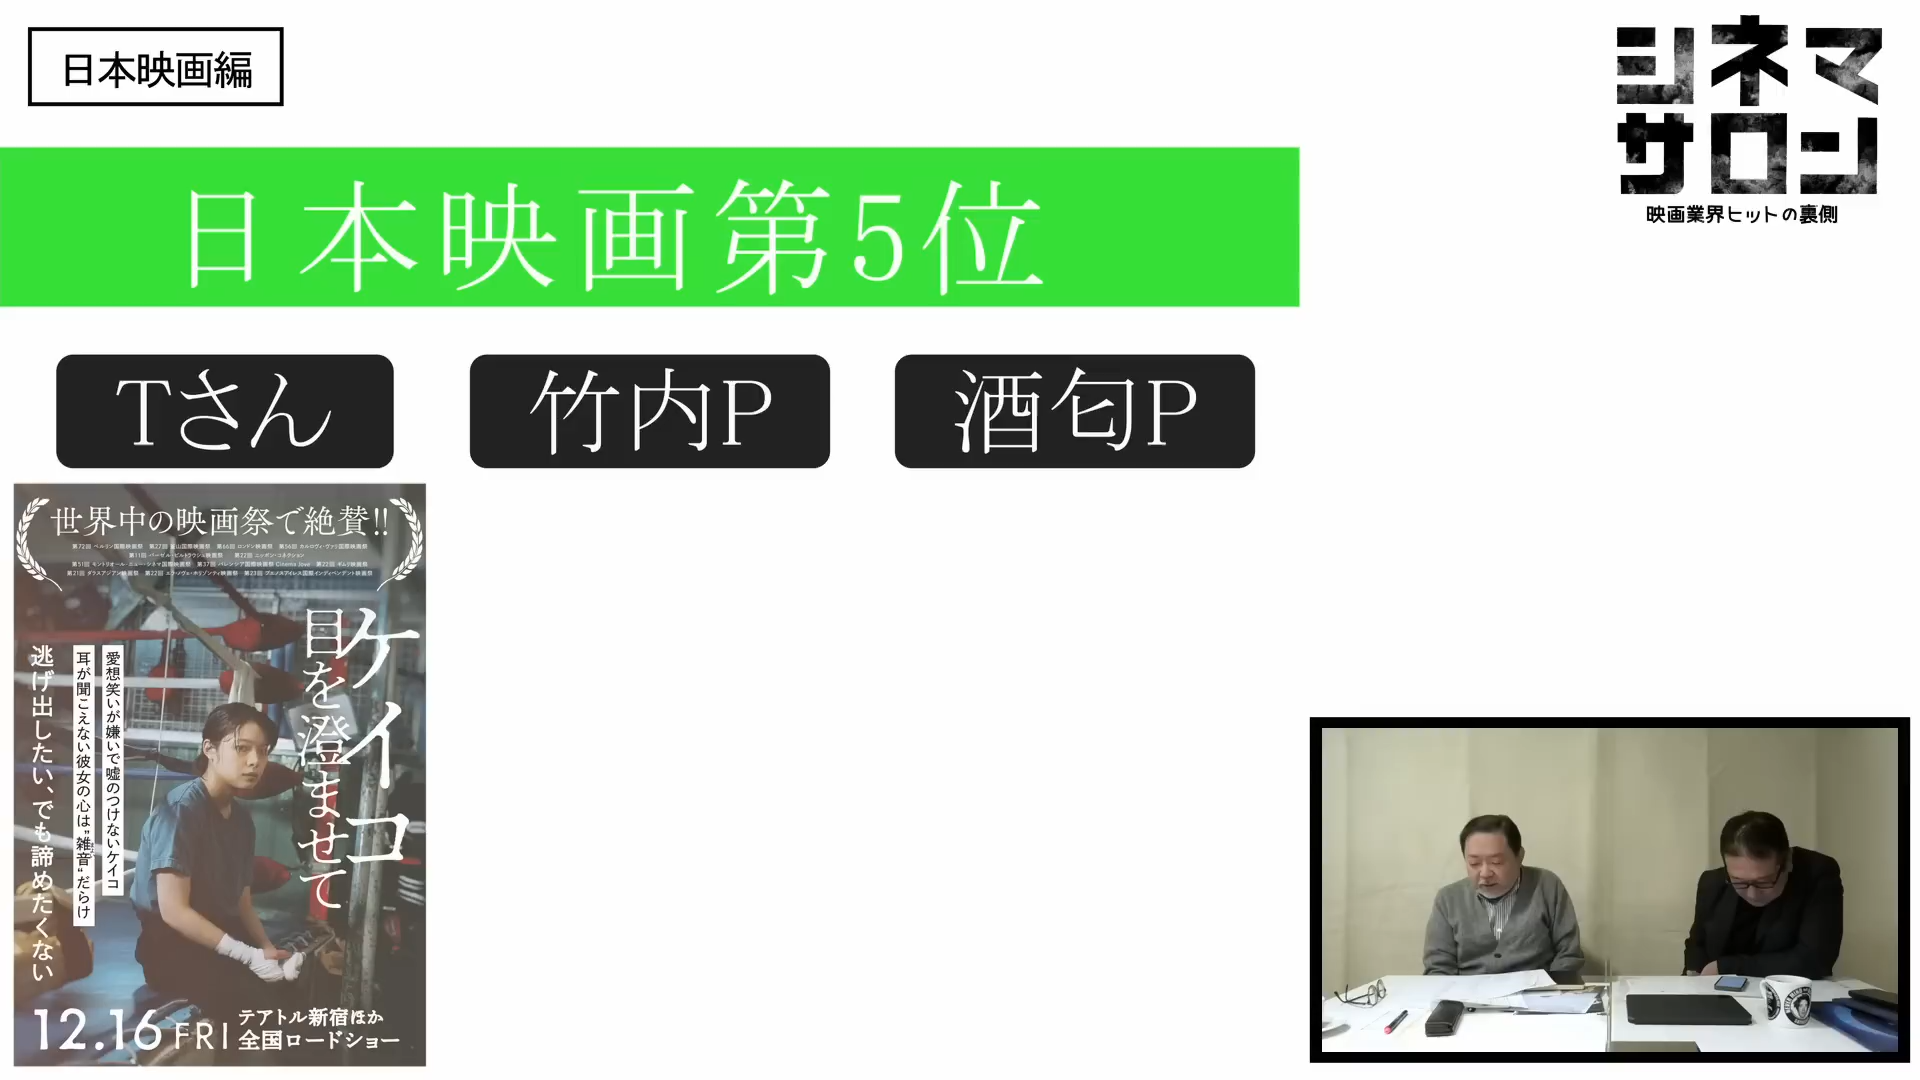 日本映画編
シネマ
サロン
映画業界ヒットの裏側
日本映画第5位
Tさん
竹内P
酒匂P
世界中の映画祭で絶賛!!
ケイコ
目を澄ませて
愛想笑いが嫌いで嘘のつけないケイコ
耳が聞こえない彼女の心は"雑音"だらけ
逃げ出したい、でも諦めたくない
12.16 FRI
テアトル新宿ほか
全国ロードショー